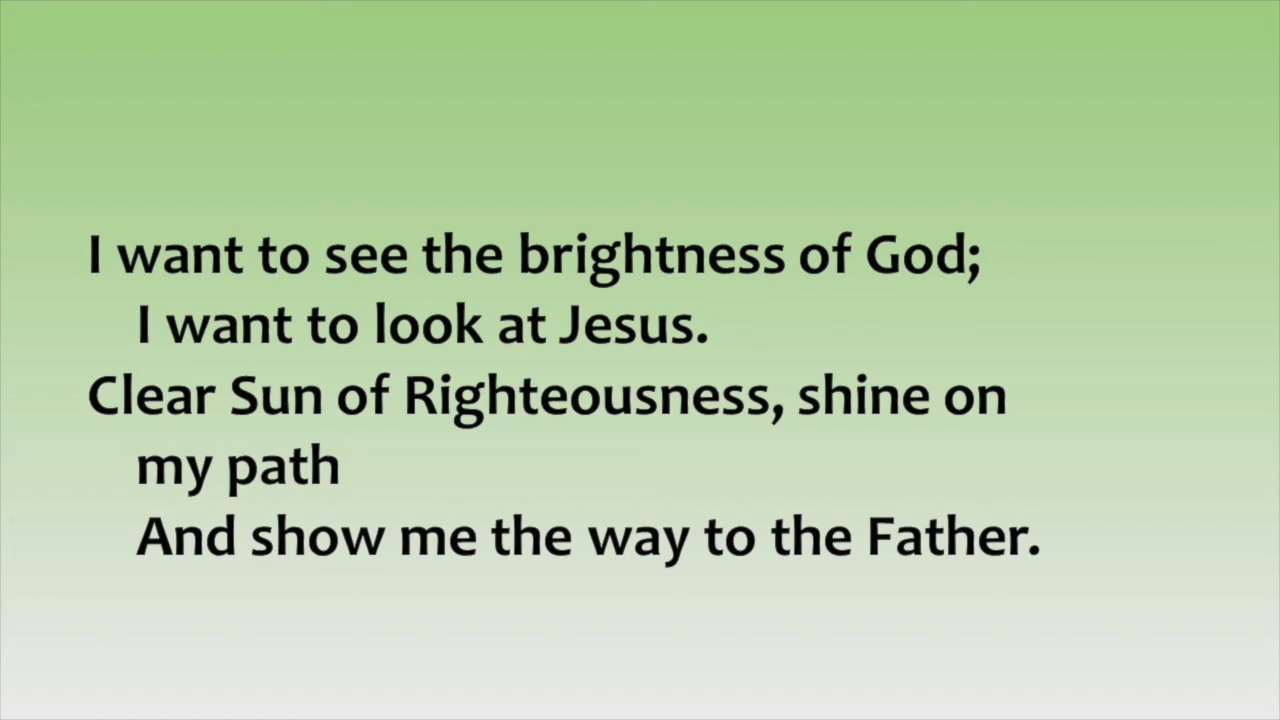 I want to see the brightness of God;
I want to look at Jesus.
Clear Sun of Righteousness, shine on
my path
And show me the way to the Father.